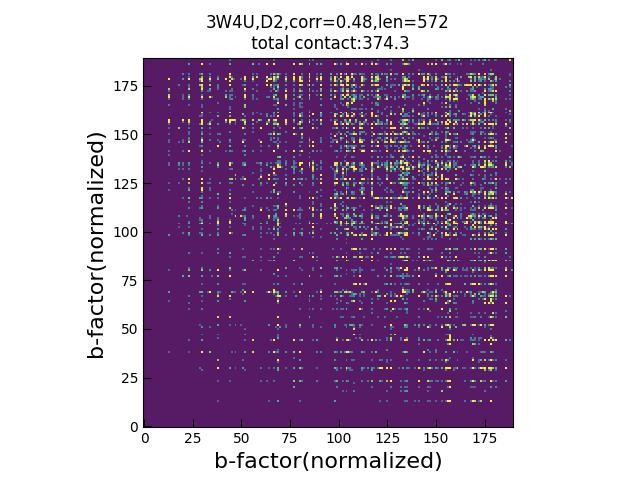 3W4U,D2,corr=0.48,len=572
total contact:374.3
175
150
125
100
75
50
25
0
b-factor(normalized)
0 25 50 75 100 125 150 175
b-factor(normalized)